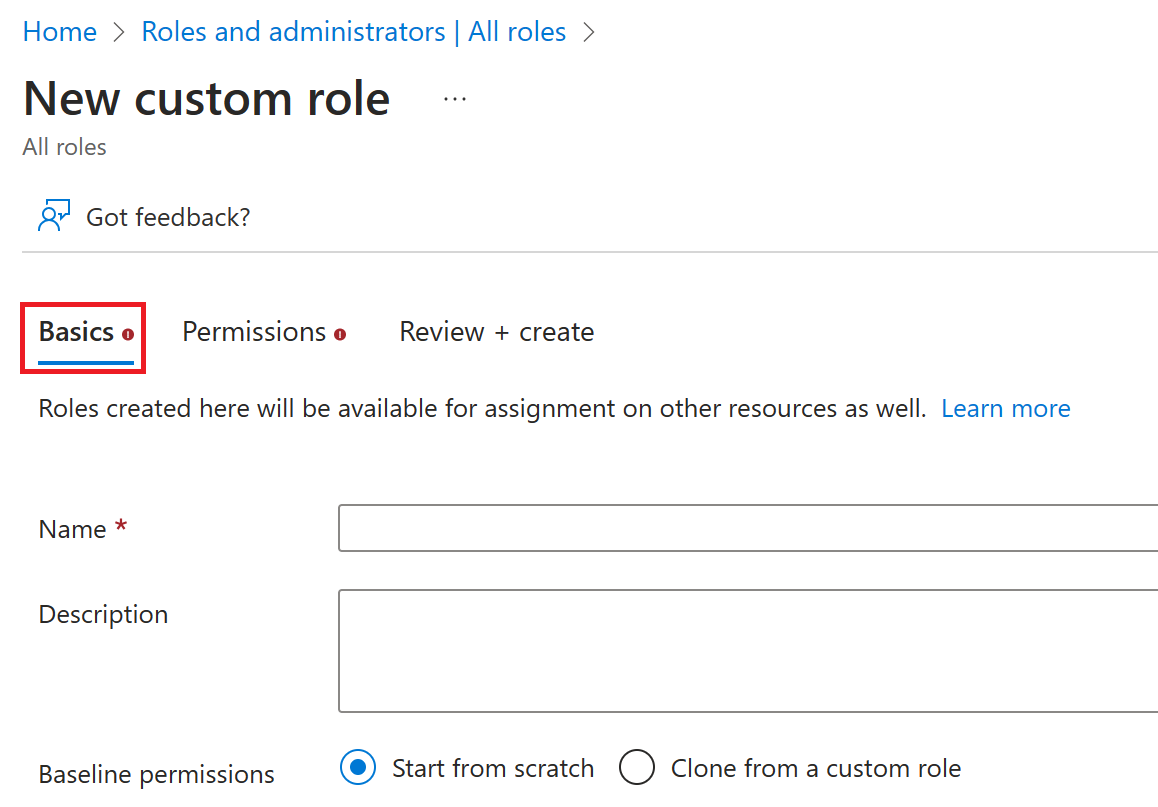 Home > Roles and administrators | All roles >
New custom role ...
All roles
Got feedback?
Basics Permissions Review + create
Roles created here will be available for assignment on other resources as well. Learn more
Name *
Description
Baseline permissions Start from scratch Clone from a custom role